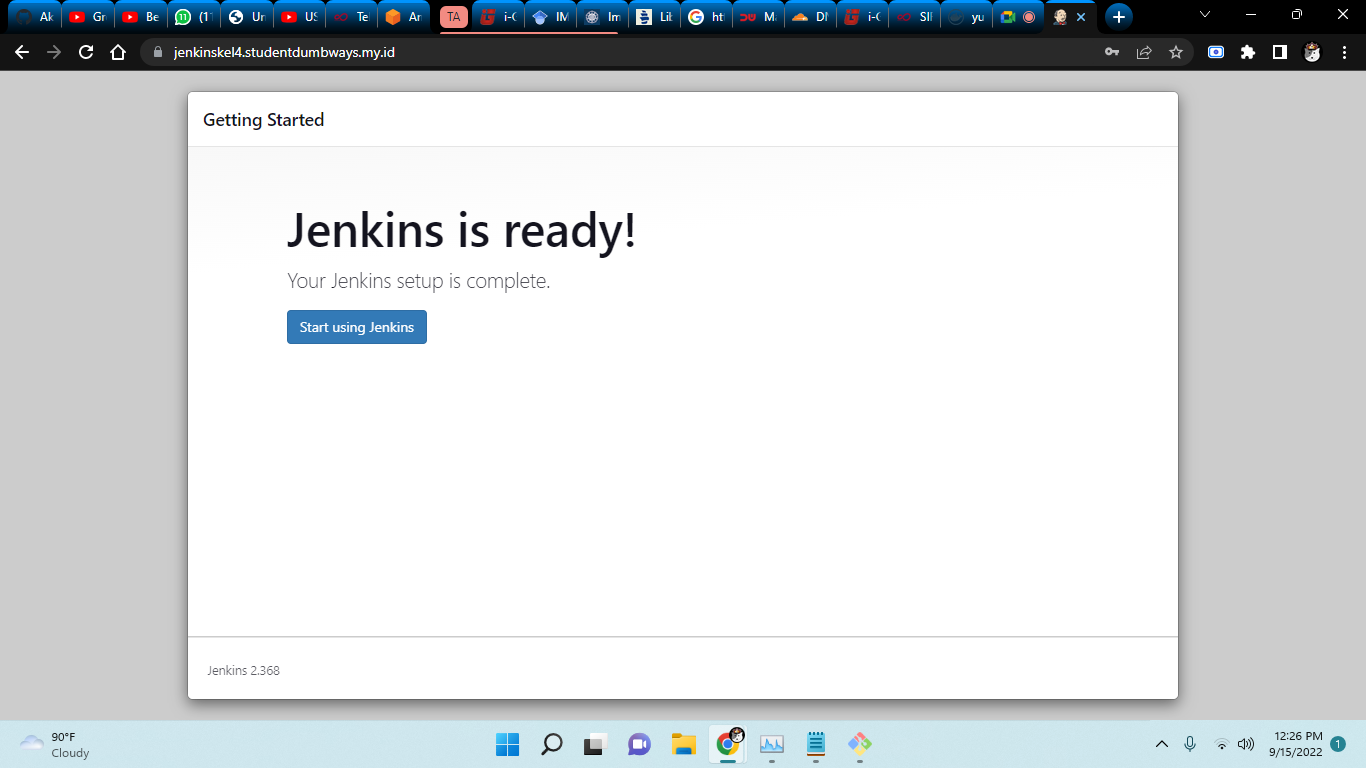 Ak
Gr
Be
(1
Ur
US
Te
Ar
TA
i-C
IM
Im
Lil
htt
Ma
i-C
SII
yu
jenkinskel4.studentdumbways.my.id
Getting Started
Jenkins is ready!
Your Jenkins setup is complete.
Start using Jenkins
Jenkins 2.368
90°F
Cloudy
12:26 PM
9/15/2022
1